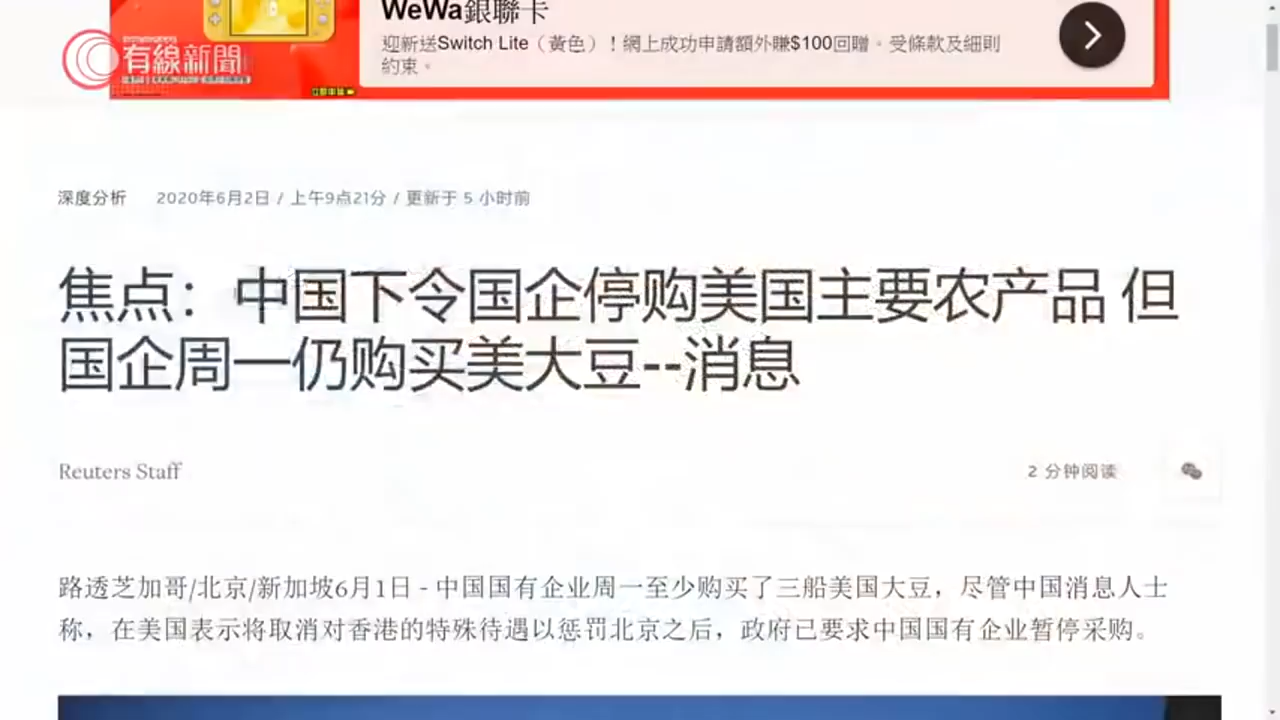 WeWa銀聯卡
迎新送Switch Lite（黃色）！網上成功申請額外賺$100回贈。受條款及細則
約束。
有線新聞
立即申請
深度分析 2020年6月2日 / 上午9点21分 / 更新于 5 小时前
焦点：中国下令国企停购美国主要农产品 但
国企周一仍购买美大豆--消息
Reuters Staff
2 分钟阅读
路透芝加哥/北京/新加坡6月1日 - 中国国有企业周一至少购买了三船美国大豆，尽管中国消息人士
称，在美国表示将取消对香港的特殊待遇以惩罚北京之后，政府已要求中国国有企业暂停采购。